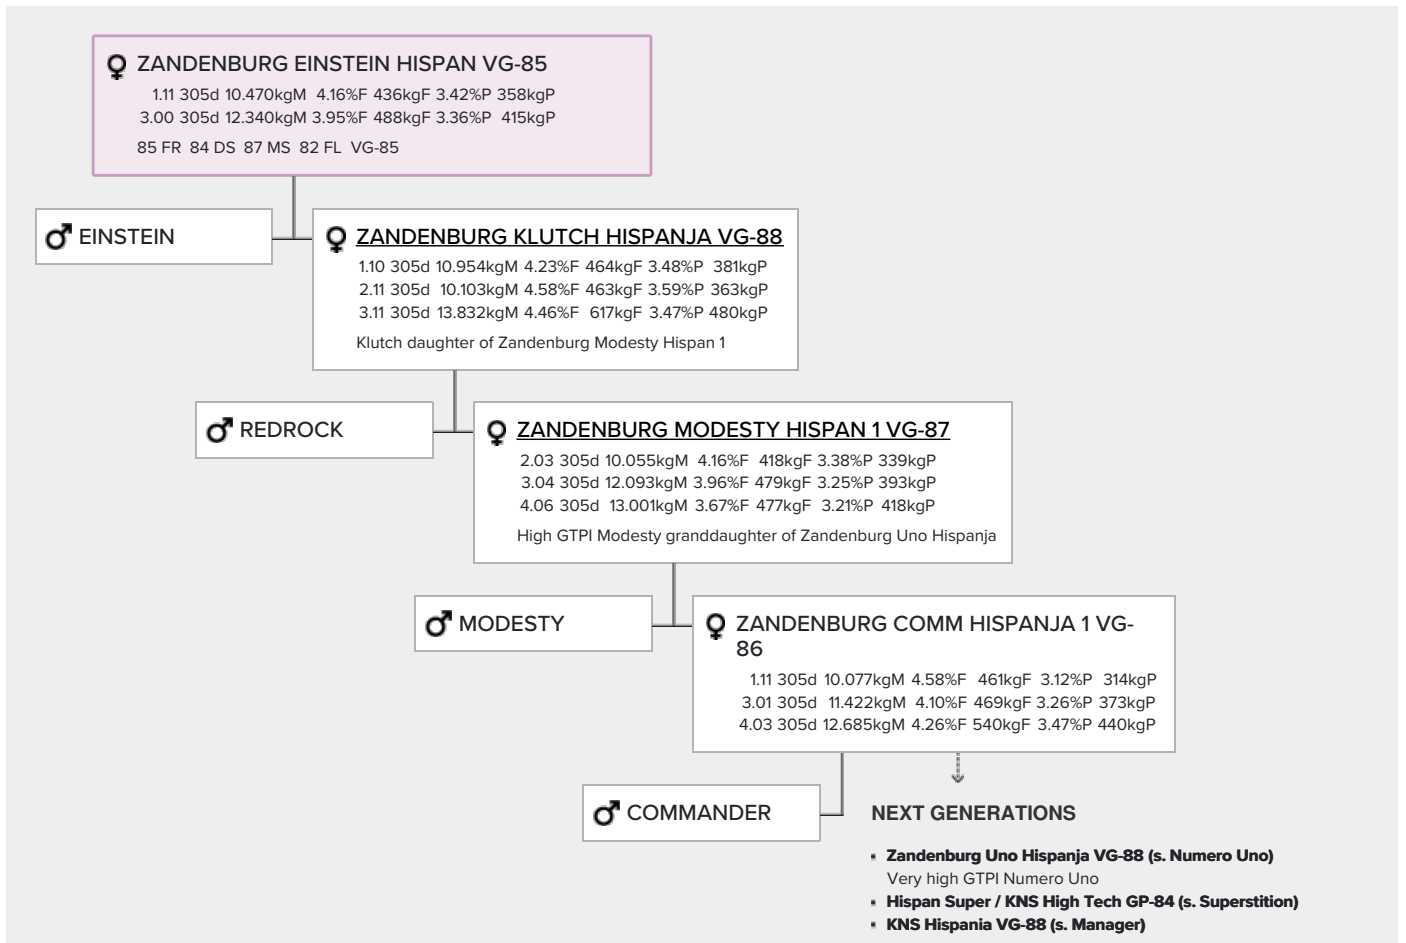 ZANDENBURG EINSTEIN HISPAN VG-85
1.11 305d 10.470kgM 4.16%F 436kgF 3.42%P 358kgP
3.00 305d 12.340kgM 3.95%F 488kgF 3.36%P 415kgP
85 FR 84 DS 87 MS 82 FL VG-85
EINSTEIN
ZANDENBURG KLUTCH HISPANJA VG-88
1.10 305d 10.954kgM 4.23%F 464kgF 3.48%P 381kgP
2.11 305d 10.103kgM 4.58%F 463kgF 3.59%P 363kgP
3.11 305d 13.832kgM 4.46%F 617kgF 3.47%P 480kgP
Klutch daughter of Zandenburg Modesty Hispan 1
REDROCK
ZANDENBURG MODESTY HISPAN 1 VG-87
2.03 305d 10.055kgM 4.16%F 418kgF 3.38%P 339kgP
3.04 305d 12.093kgM 3.96%F 479kgF 3.25%P 393kgP
4.06 305d 13.001kgM 3.67%F 477kgF 3.21%P 418kgP
High GTPI Modesty granddaughter of Zandenburg Uno Hispanja
MODESTY
ZANDENBURG COMM HISPANJA 1 VG-
86
1.11 305d 10.077kgM 4.58%F 461kgF 3.12%P 314kgP
3.01 305d 11.422kgM 4.10%F 469kgF 3.26%P 373kgP
4.03 305d 12.685kgM 4.26%F 540kgF 3.47%P 440kgP
COMMANDER
NEXT GENERATIONS
Zandenburg Uno Hispanja VG-88 (s. Numero Uno)
Very high GTPI Numero Uno
Hispan Super / KNS High Tech GP-84 (s. Superstition)
KNS Hispania VG-88 (s. Manager)